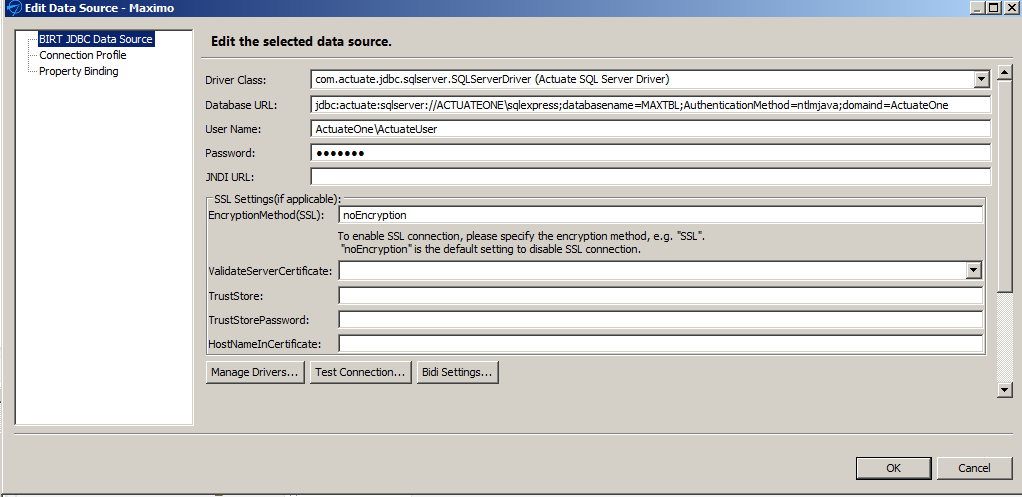 Edit Data Source - Maximo
BIRT JDBC Data Source
Connection Profile
Property Binding
Edit the selected data source.
Driver Class: com.actuate.jdbc.sqlserver.SQLServerDriver (Actuate SQL Server Driver)
Database URL: jdbc:actuate:sqlserver://ACTUATEONE\sqlexpress;databasename=MAXTBL;AuthenticationMethod=ntlmjava;domaind=ActuateOne
User Name: ActuateOne\ActuateUser
Password: ●●●●●●●
JNDI URL:
SSL Settings(if applicable):
EncryptionMethod(SSL): noEncryption
To enable SSL connection, please specify the encryption method, e.g. "SSL".
"noEncryption" is the default setting to disable SSL connection.
ValidateServerCertificate:
TrustStore:
TrustStorePassword:
HostNameInCertificate:
Manage Drivers... Test Connection... Bidi Settings...
OK Cancel